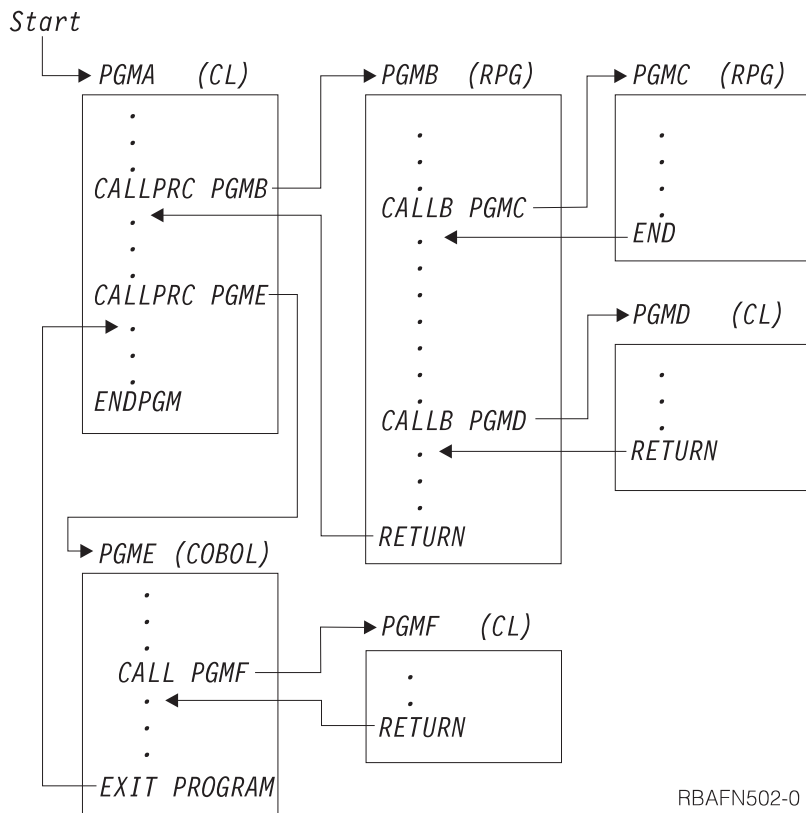 Start
PGMA (CL)
.
.
.
CALLPRC PGMB
.
.
.
CALLPRC PGME
.
.
.
ENDPGM
PGMB (RPG)
.
.
.
CALLB PGMC
.
.
.
.
.
.
.
CALLB PGMD
.
.
.
RETURN
PGMC (RPG)
.
.
.
.
END
PGMD (CL)
.
.
.
RETURN
PGME (COBOL)
.
.
.
CALL PGMF
.
.
.
EXIT PROGRAM
PGMF (CL)
.
.
RETURN
RBAFN502-0